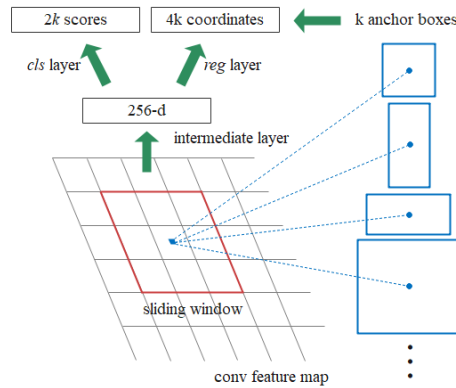 2k scores
4k coordinates
k anchor boxes
cls layer
reg layer
256-d
intermediate layer
sliding window
conv feature map